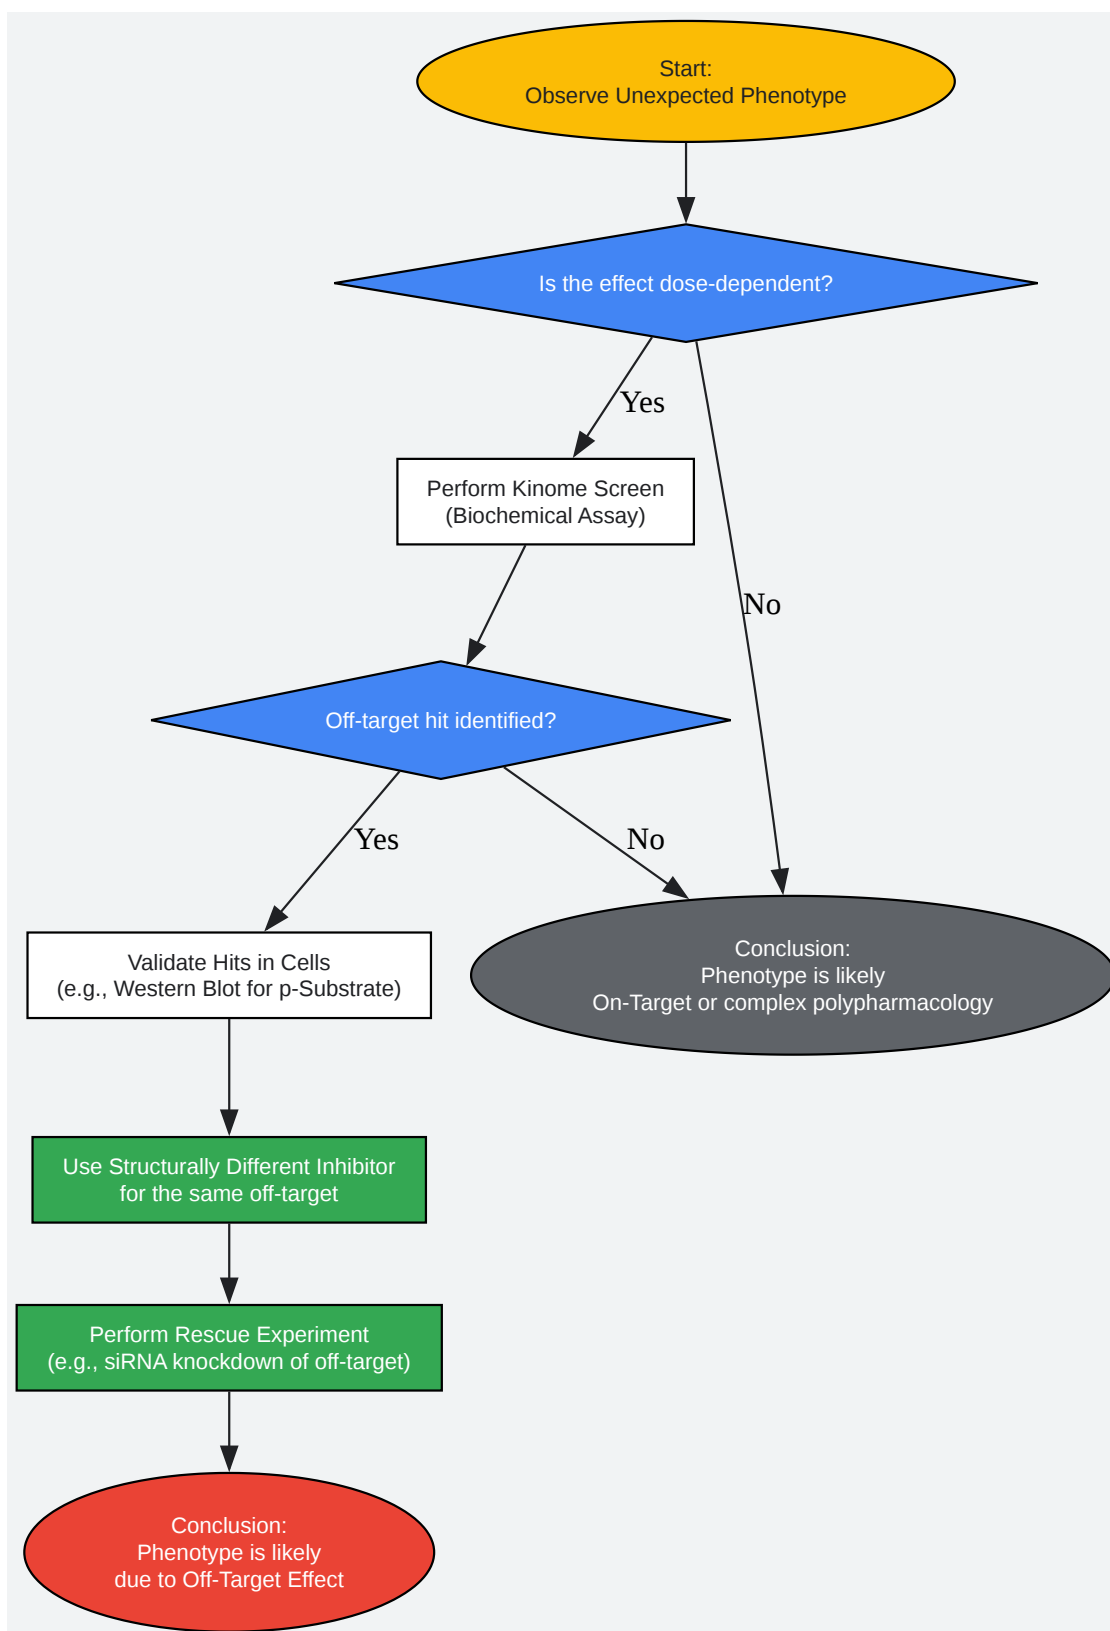 Start:
Observe Unexpected Phenotype
Is the effect dose-dependent?
Yes
Perform Kinome Screen
(Biochemical Assay)
No
Off-target hit identified?
Yes
No
Validate Hits in Cells
(e.g., Western Blot for p-Substrate)
Conclusion:
Phenotype is likely
On-Target or complex polypharmacology
Use Structurally Different Inhibitor
for the same off-target
Perform Rescue Experiment
(e.g., siRNA knockdown of off-target)
Conclusion:
Phenotype is likely
due to Off-Target Effect